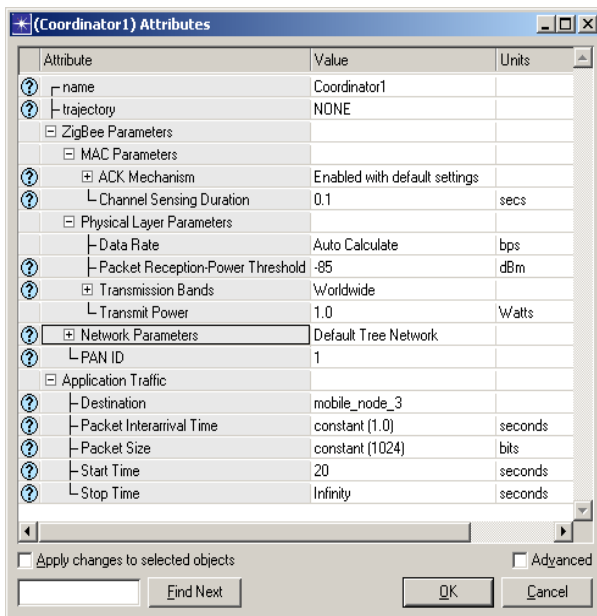 (Coordinator1) Attributes
Attribute Value Units
name Coordinator1
trajectory NONE
ZigBee Parameters
MAC Parameters
ACK Mechanism Enabled with default settings
Channel Sensing Duration 0.1 secs
Physical Layer Parameters
Data Rate Auto Calculate bps
Packet Reception-Power Threshold -85 dBm
Transmission Bands Worldwide
Transmit Power 1.0 Watts
Network Parameters Default Tree Network
PAN ID 1
Application Traffic
Destination mobile_node_3
Packet Interarrival Time constant (1.0) seconds
Packet Size constant (1024) bits
Start Time 20 seconds
Stop Time Infinity seconds
Apply changes to selected objects Advanced
Find Next OK Cancel